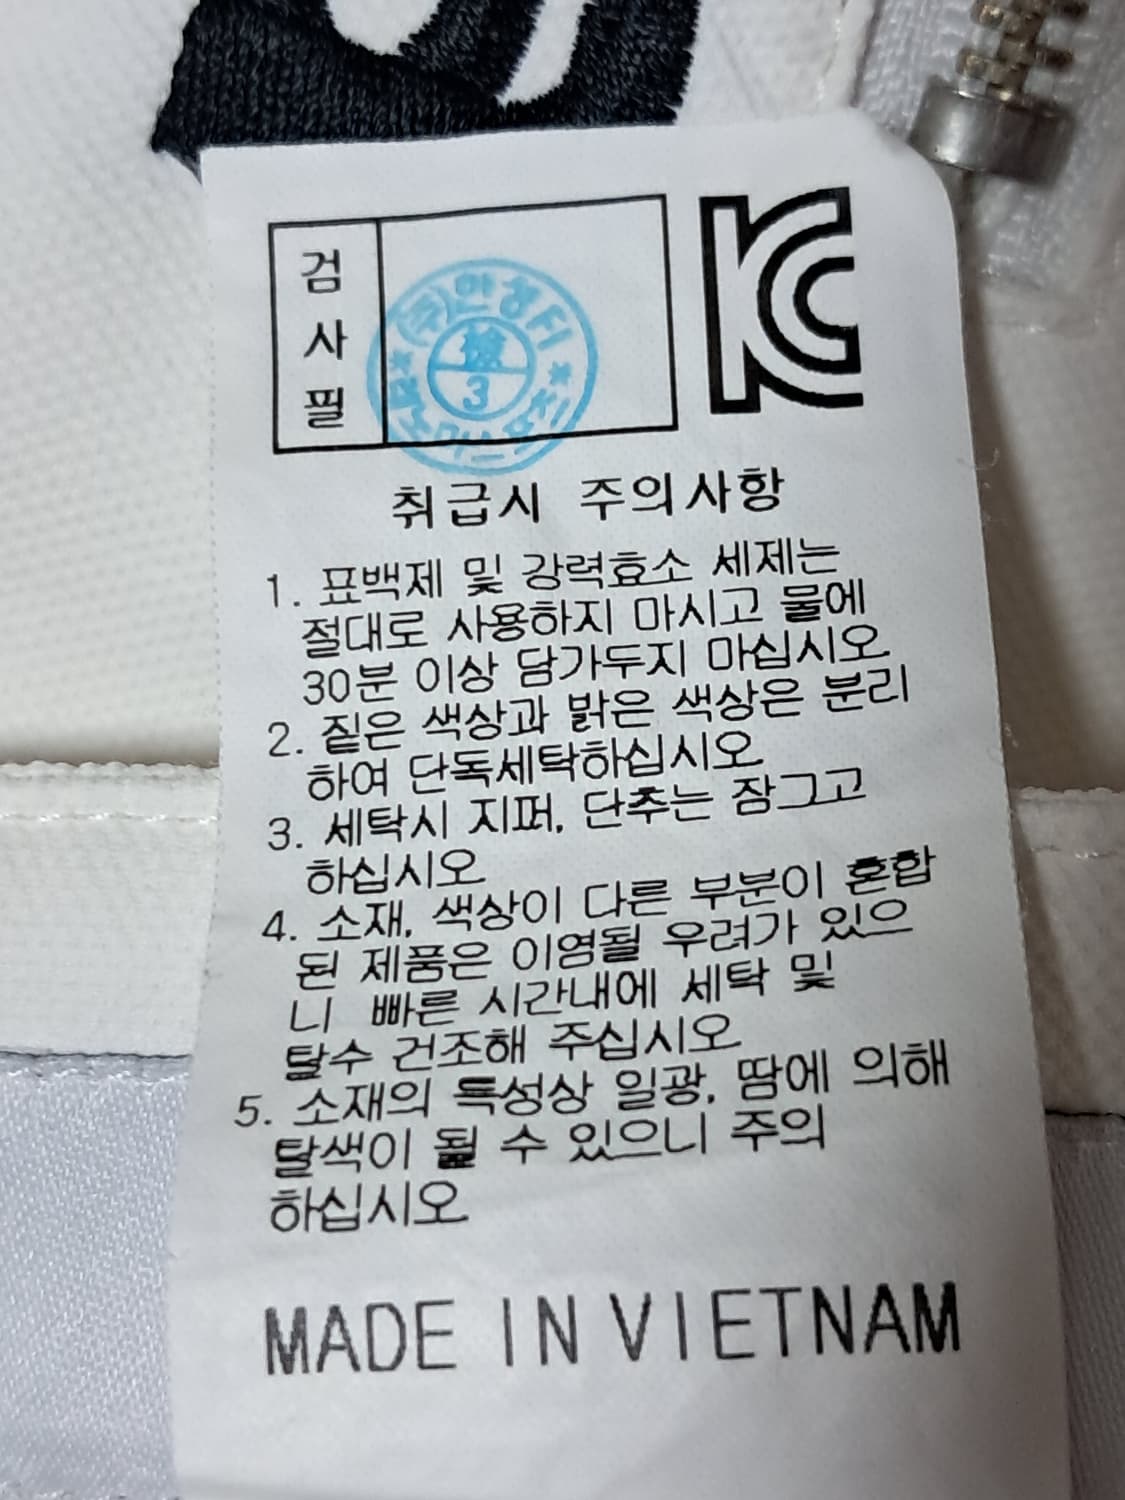 검
사
필
KC
檢
3
취급시 주의사항
1. 표백제 및 강력효소 세제는
절대로 사용하지 마시고 물에
30분 이상 담가두지 마십시오
2. 짙은 색상과 밝은 색상은 분리
하여 단독세탁하십시오
3. 세탁시 지퍼, 단추는 잠그고
하십시오
4. 소재, 색상이 다른 부분이 혼합
된 제품은 이염될 우려가 있으
니 빠른 시간내에 세탁 및
탈수 건조해 주십시오
5. 소재의 특성상 일광, 땀에 의해
탈색이 될 수 있으니 주의
하십시오
MADE IN VIETNAM